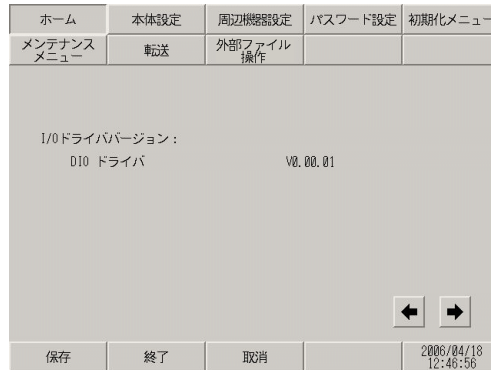 ホーム
本体設定
周辺機器設定
パスワード設定
初期化メニュー
メンテナンス
メニュー
転送
外部ファイル
操作
I/Oドライババージョン：
DIO ドライバ V0.00.01
保存
終了
取消
2006/04/18
12:46:56